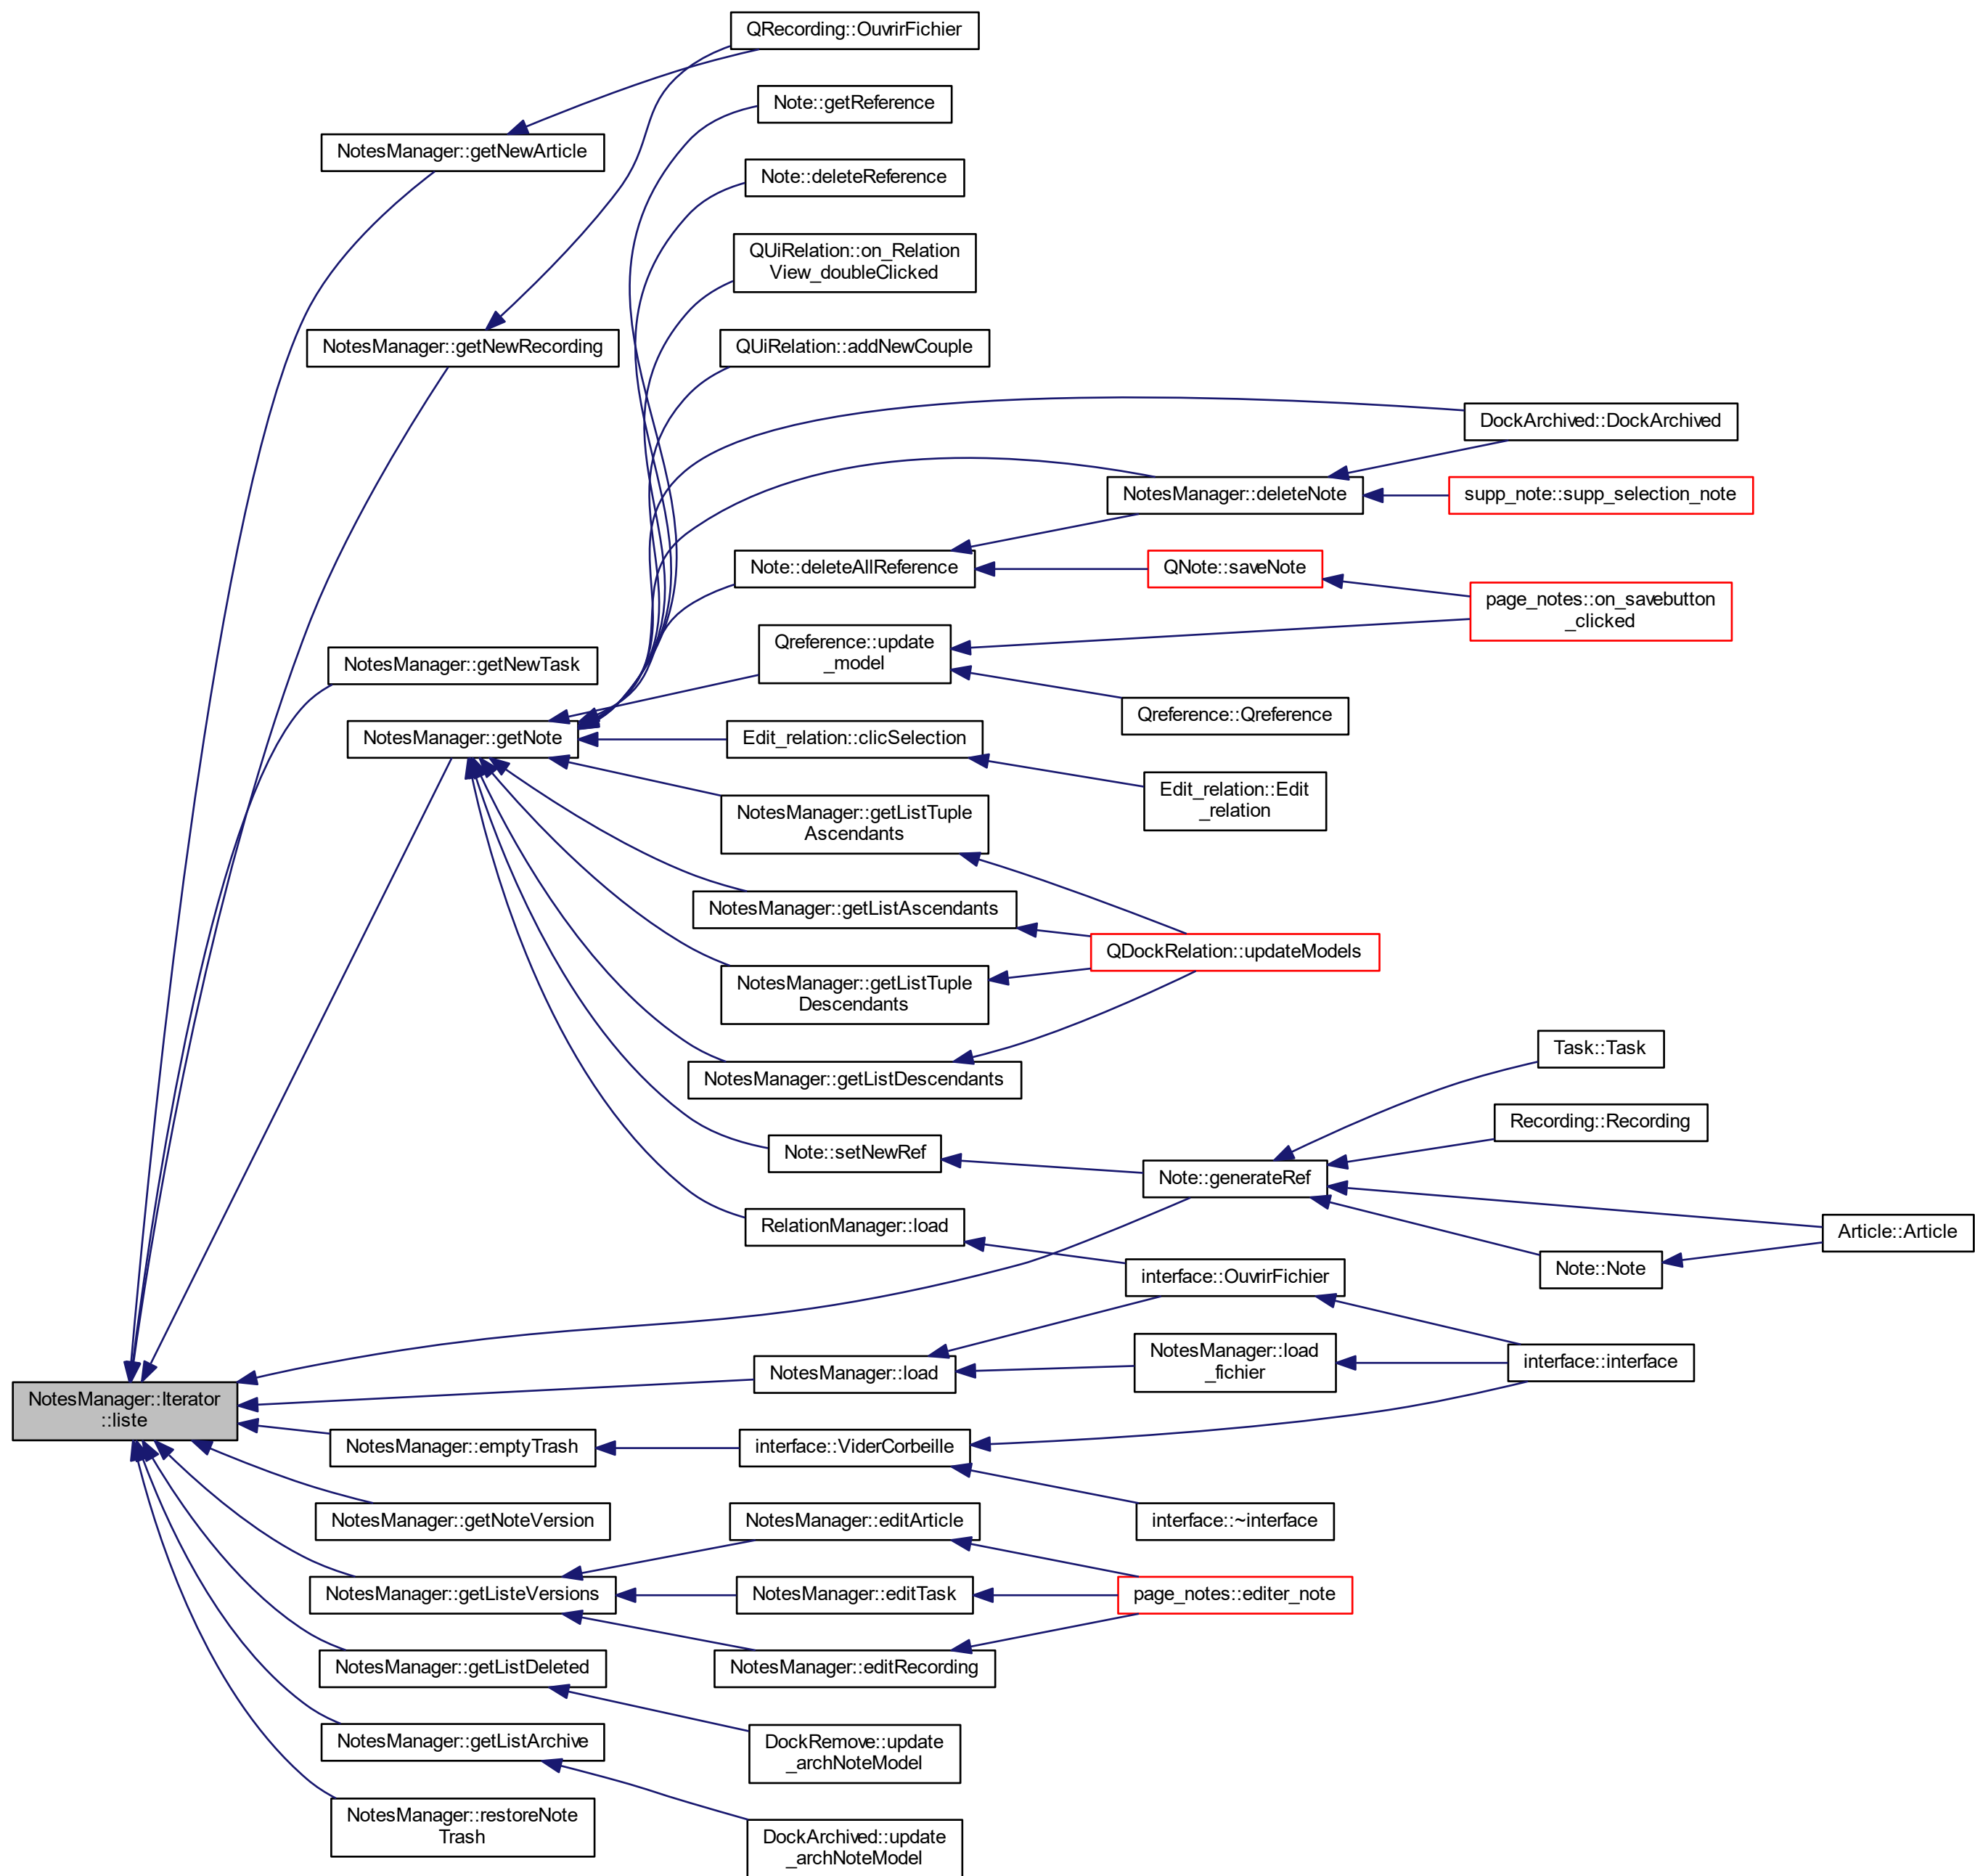 QRecording::OuvrirFichier
Note::getReference
NotesManager::getNewArticle
Note::deleteReference
QUiRelation::on_Relation
View_doubleClicked
NotesManager::getNewRecording
QUiRelation::addNewCouple
DockArchived::DockArchived
NotesManager::deleteNote
supp_note::supp_selection_note
Note::deleteAllReference
QNote::saveNote
page_notes::on_savebutton
_clicked
NotesManager::getNewTask
Qreference::update
_model
Qreference::Qreference
NotesManager::getNote
Edit_relation::clicSelection
Edit_relation::Edit
_relation
NotesManager::getListTuple
Ascendants
NotesManager::getListAscendants
QDockRelation::updateModels
NotesManager::getListTuple
Descendants
NotesManager::getListDescendants
Task::Task
Recording::Recording
Note::setNewRef
Note::generateRef
RelationManager::load
Article::Article
Note::Note
interface::OuvrirFichier
NotesManager::load
NotesManager::load
_fichier
interface::interface
NotesManager::Iterator
::liste
NotesManager::emptyTrash
interface::ViderCorbeille
NotesManager::getNoteVersion
NotesManager::editArticle
interface::~interface
NotesManager::getListeVersions
NotesManager::editTask
page_notes::editer_note
NotesManager::getListDeleted
NotesManager::editRecording
NotesManager::getListArchive
DockRemove::update
_archNoteModel
NotesManager::restoreNote
Trash
DockArchived::update
_archNoteModel